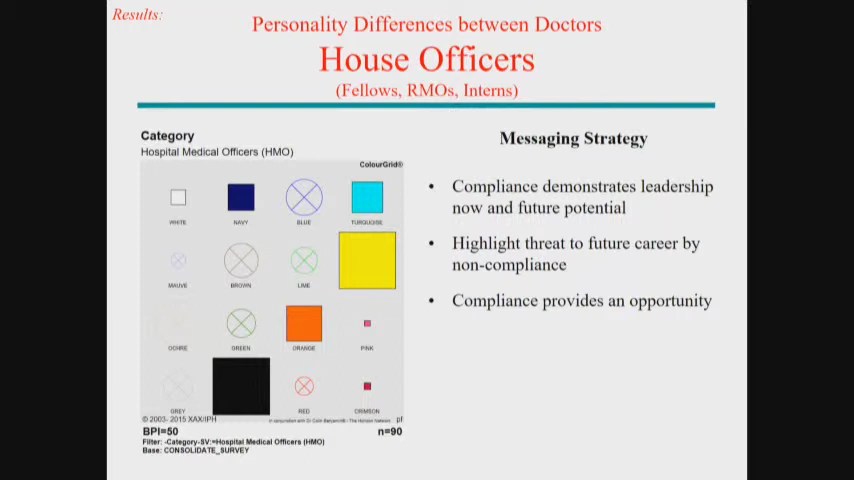 Results:
Personality Differences between Doctors
House Officers
(Fellows, RMOs, Interns)
Category
Hospital Medical Officers (HMO)
ColourGrid®
WHITE
NAVY
BLUE
TURQUOISE
MAUVE
BROWN
LIME
OCHRE
GREEN
ORANGE
PINK
GREY
RED
CRIMSON
© 2003- 2015 XAX/IPH
pf
BPI=50
n=90
Filter: -Category-SV:=Hospital Medical Officers (HMO)
Base: CONSOLIDATE_SURVEY
Messaging Strategy
• Compliance demonstrates leadership
now and future potential
• Highlight threat to future career by
non-compliance
• Compliance provides an opportunity